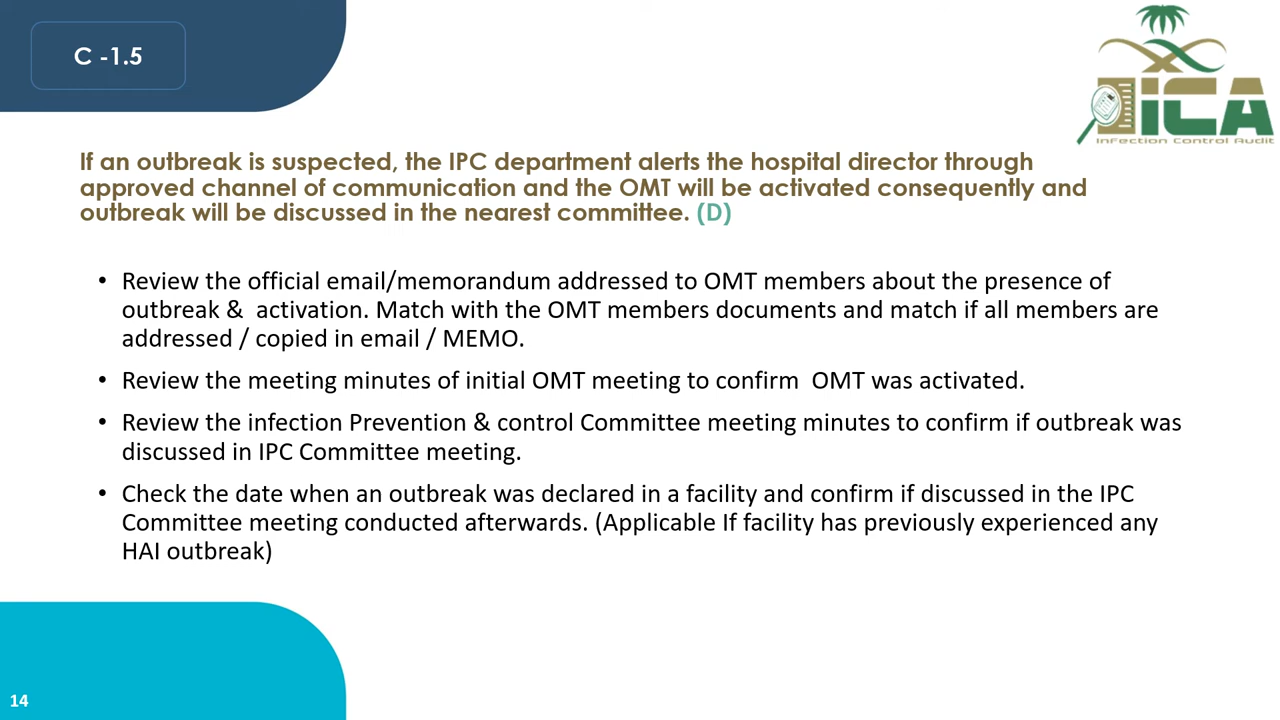 C -1.5
iCA
Infection Control Audit
If an outbreak is suspected, the IPC department alerts the hospital director through
approved channel of communication and the OMT will be activated consequently and
outbreak will be discussed in the nearest committee. (D)
• Review the official email/memorandum addressed to OMT members about the presence of
outbreak &  activation. Match with the OMT members documents and match if all members are
addressed / copied in email / MEMO.
• Review the meeting minutes of initial OMT meeting to confirm  OMT was activated.
• Review the infection Prevention & control Committee meeting minutes to confirm if outbreak was
discussed in IPC Committee meeting.
• Check the date when an outbreak was declared in a facility and confirm if discussed in the IPC
Committee meeting conducted afterwards. (Applicable If facility has previously experienced any
HAI outbreak)
14